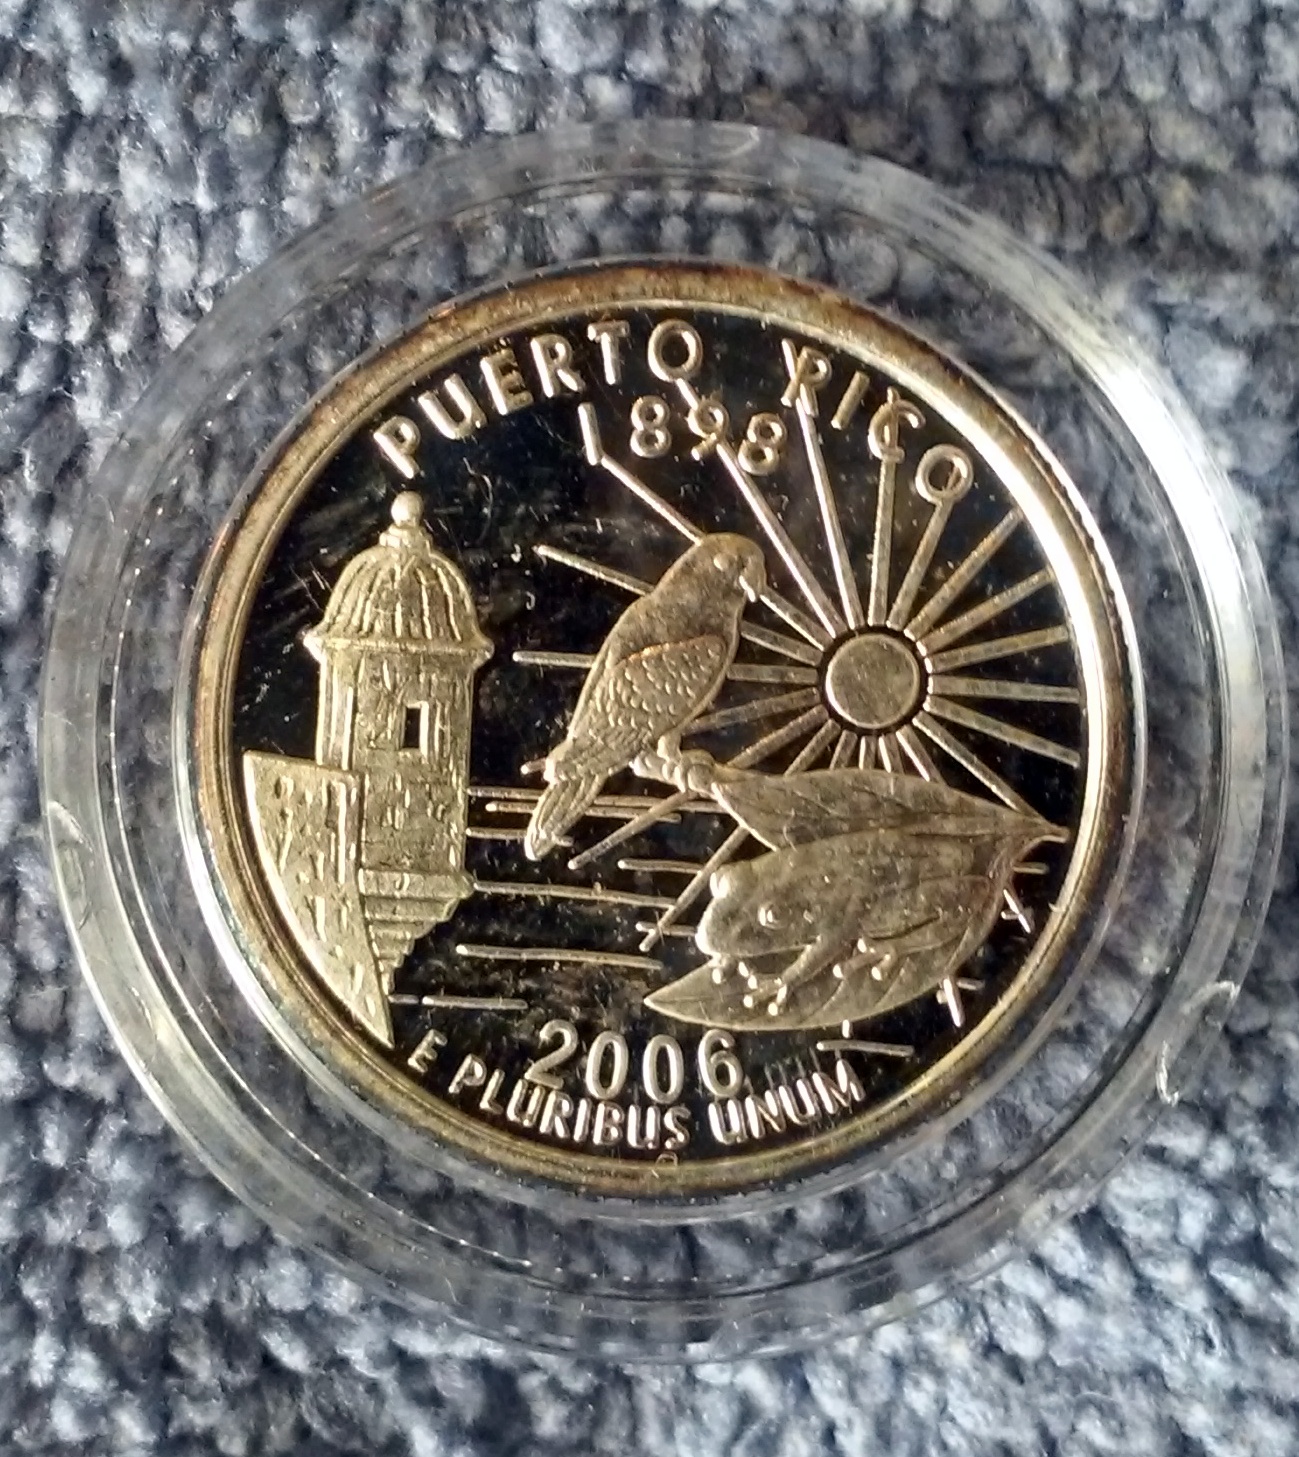 PUERTO RICO
1898
2006
E PLURIBUS UNUM